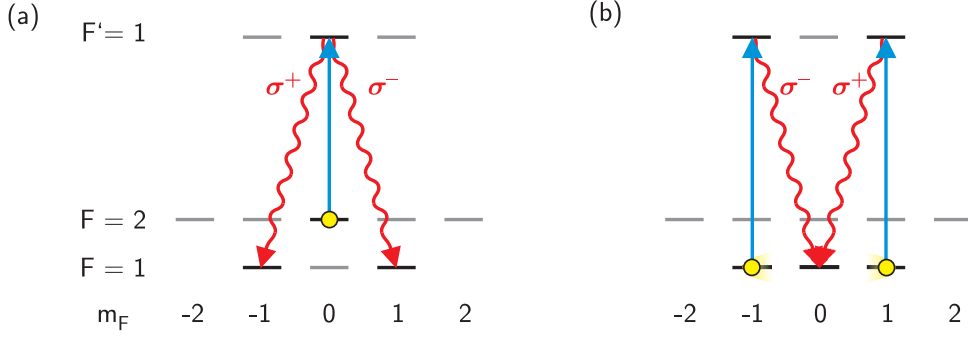 (a)
F‘= 1
σ+ σ-
F = 2
F = 1
mF -2 -1 0 1 2
(b)
σ- σ+
-2 -1 0 1 2